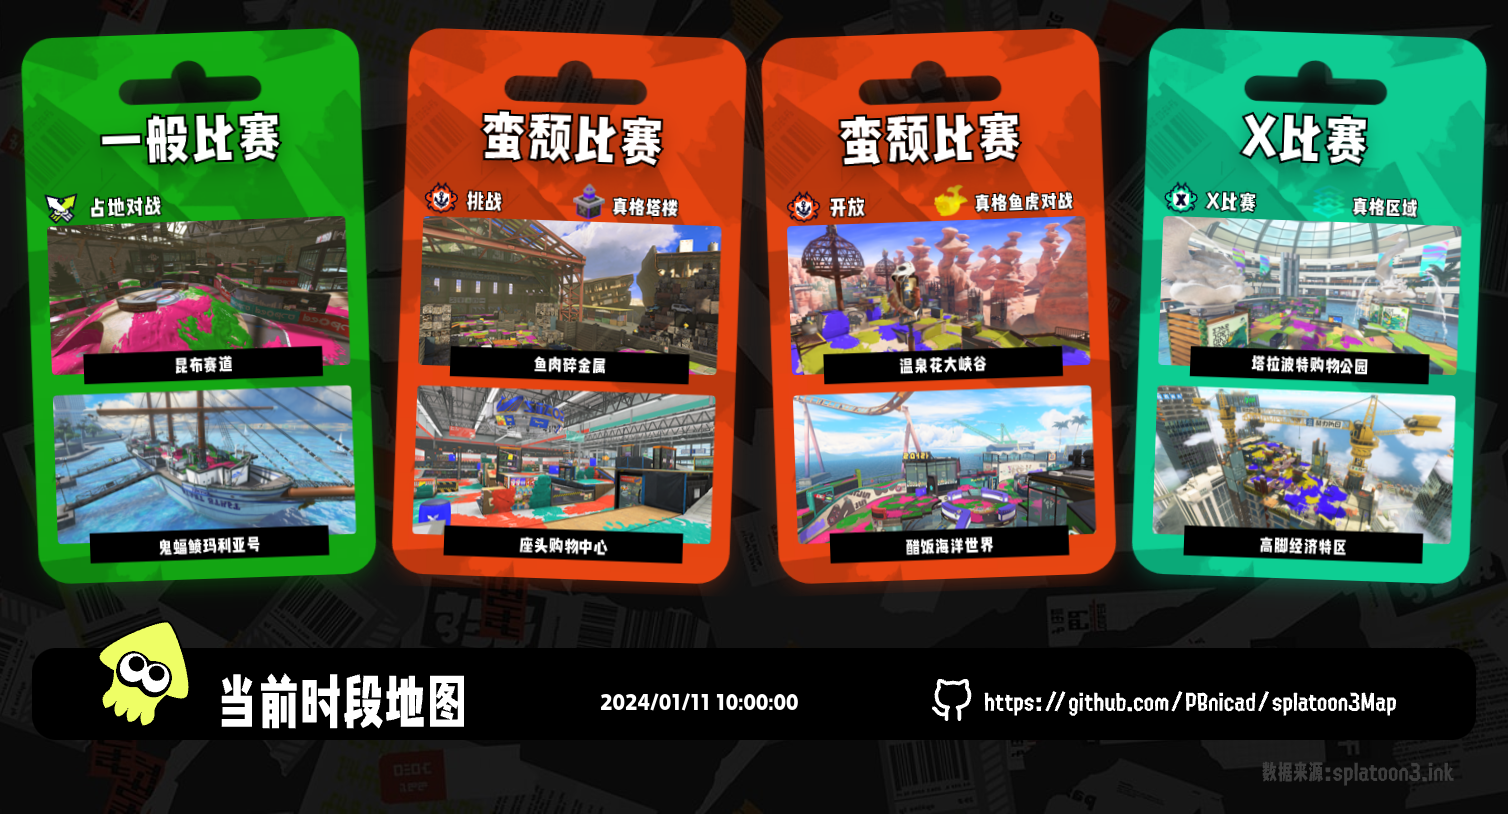 一般比赛
占地对战
昆布赛道
鬼蝠鲼玛利亚号
蛮颓比赛
挑战
真格塔楼
鱼肉碎金属
座头购物中心
蛮颓比赛
开放
真格鱼虎对战
温泉花大峡谷
醋饭海洋世界
X比赛
X比赛
真格区域
塔拉波特购物公园
高脚经济特区
当前时段地图
2024/01/11 10:00:00
https://github.com/PBnicad/splatoon3Map
数据来源:splatoon3.ink